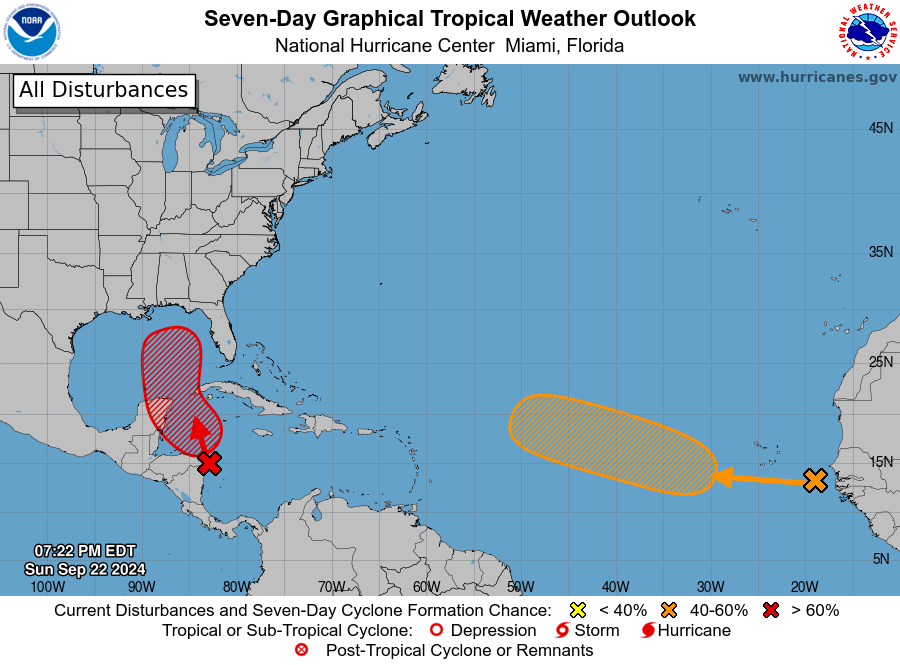 NOAA
Seven-Day Graphical Tropical Weather Outlook
National Hurricane Center Miami, Florida
NATIONAL WEATHER SERVICE
All Disturbances
www.hurricanes.gov
45N
35N
25N
15N
5N
07:22 PM EDT
Sun Sep 22 2024
100W 90W 80W 70W 60W 50W 40W 30W 20W
Current Disturbances and Seven-Day Cyclone Formation Chance: < 40% 40-60% > 60%
Tropical or Sub-Tropical Cyclone: Depression Storm Hurricane
Post-Tropical Cyclone or Remnants